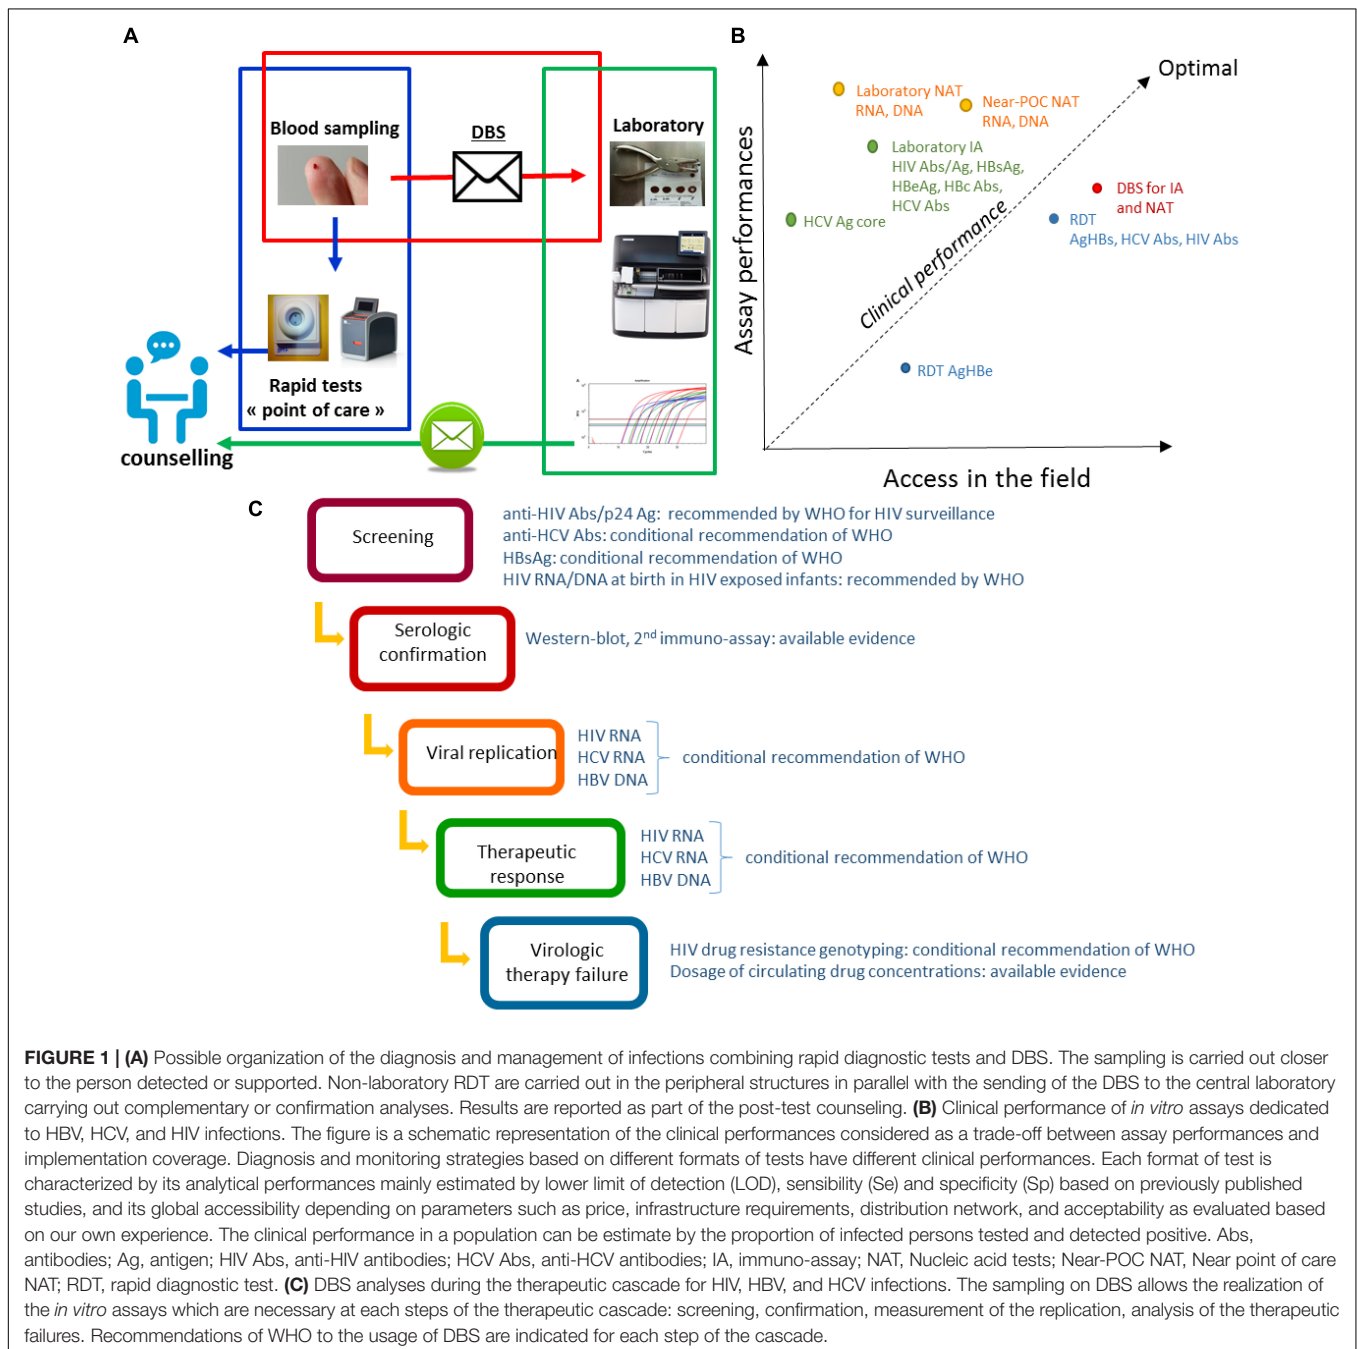 A
Blood sampling
DBS
Laboratory
Rapid tests
« point of care »
counselling
B
Optimal
Laboratory NAT
RNA, DNA
Near-POC NAT
RNA, DNA
Laboratory IA
HIV Abs/Ag, HBsAg,
HBeAg, HBc Abs,
HCV Abs
HCV Ag core
DBS for IA
and NAT
RDT
AgHBs, HCV Abs, HIV Abs
RDT AgHBe
Clinical performance
Assay performances
Access in the field
C
Screening
anti-HIV Abs/p24 Ag: recommended by WHO for HIV surveillance
anti-HCV Abs: conditional recommendation of WHO
HBsAg: conditional recommendation of WHO
HIV RNA/DNA at birth in HIV exposed infants: recommended by WHO
Serologic
confirmation
Western-blot, 2nd immuno-assay: available evidence
Viral replication
HIV RNA
HCV RNA
HBV DNA
conditional recommendation of WHO
Therapeutic
response
HIV RNA
HCV RNA
HBV DNA
conditional recommendation of WHO
Virologic
therapy failure
HIV drug resistance genotyping: conditional recommendation of WHO
Dosage of circulating drug concentrations: available evidence
FIGURE 1 | (A) Possible organization of the diagnosis and management of infections combining rapid diagnostic tests and DBS. The sampling is carried out closer
to the person detected or supported. Non-laboratory RDT are carried out in the peripheral structures in parallel with the sending of the DBS to the central laboratory
carrying out complementary or confirmation analyses. Results are reported as part of the post-test counseling. (B) Clinical performance of in vitro assays dedicated
to HBV, HCV, and HIV infections. The figure is a schematic representation of the clinical performances considered as a trade-off between assay performances and
implementation coverage. Diagnosis and monitoring strategies based on different formats of tests have different clinical performances. Each format of test is
characterized by its analytical performances mainly estimated by lower limit of detection (LOD), sensibility (Se) and specificity (Sp) based on previously published
studies, and its global accessibility depending on parameters such as price, infrastructure requirements, distribution network, and acceptability as evaluated based
on our own experience. The clinical performance in a population can be estimate by the proportion of infected persons tested and detected positive. Abs,
antibodies; Ag, antigen; HIV Abs, anti-HIV antibodies; HCV Abs, anti-HCV antibodies; IA, immuno-assay; NAT, Nucleic acid tests; Near-POC NAT, Near point of care
NAT; RDT, rapid diagnostic test. (C) DBS analyses during the therapeutic cascade for HIV, HBV, and HCV infections. The sampling on DBS allows the realization of
the in vitro assays which are necessary at each steps of the therapeutic cascade: screening, confirmation, measurement of the replication, analysis of the therapeutic
failures. Recommendations of WHO to the usage of DBS are indicated for each step of the cascade.